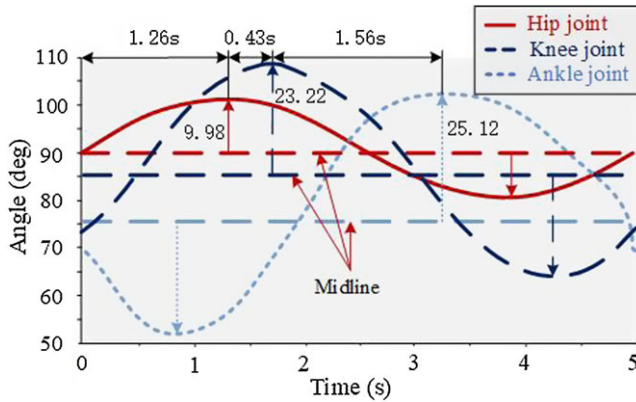 Hip joint
Knee joint
Ankle joint
1.26s 0.43s 1.56s
110
100
90
80
70
60
50
Angle (deg)
9.98
23.22
25.12
Midline
0 1 2 3 4 5
Time (s)